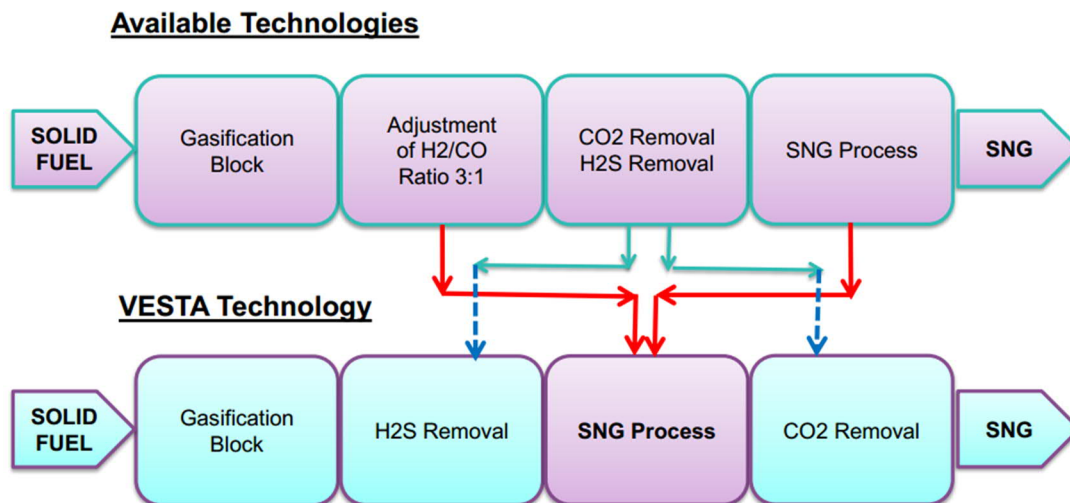 Available Technologies
SOLID
FUEL
Gasification
Block
Adjustment
of H2/CO
Ratio 3:1
CO2 Removal
H2S Removal
SNG Process
SNG
VESTA Technology
SOLID
FUEL
Gasification
Block
H2S Removal
SNG Process
CO2 Removal
SNG